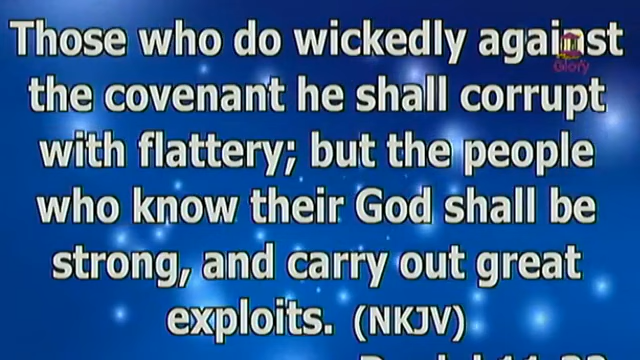 Those who do wickedly against
Glory
the covenant he shall corrupt
with flattery; but the people
who know their God shall be
strong, and carry out great
exploits. (NKJV)